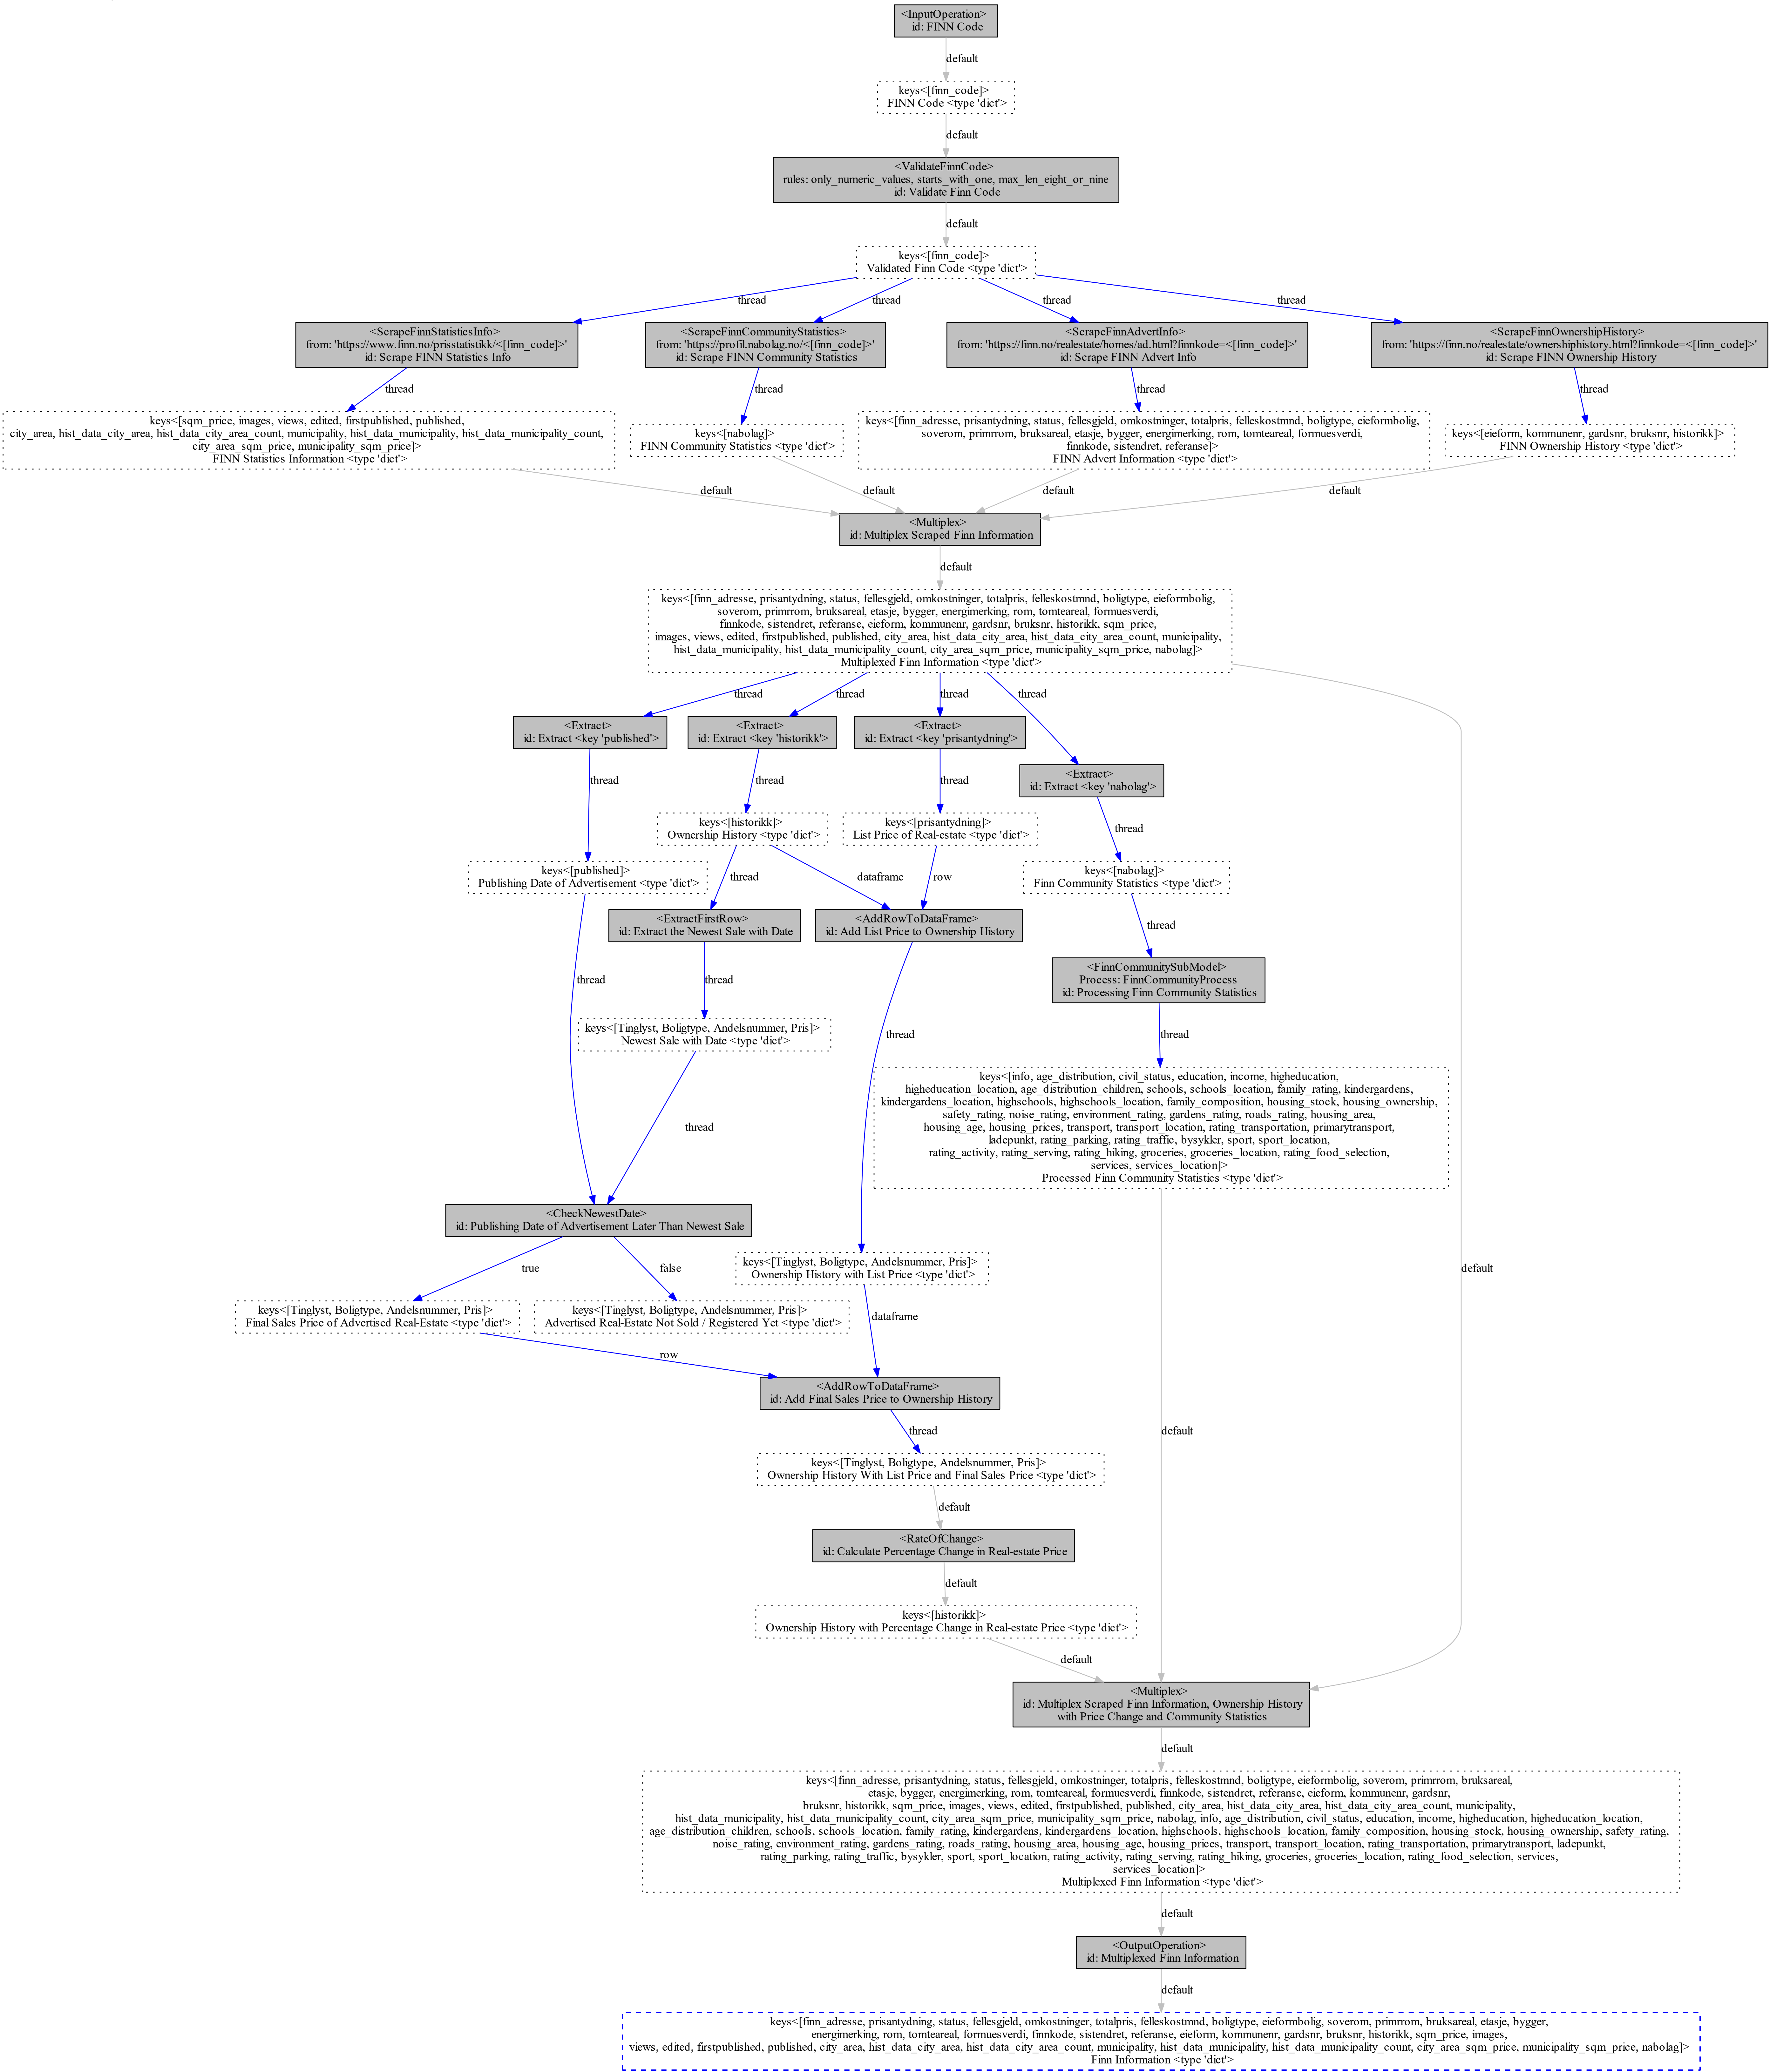 <InputOperation>
id: FINN Code
default
keys<[finn_code]>
FINN Code <type 'dict'>
default
<ValidateFinnCode>
rules: only_numeric_values, starts_with_one, max_len_eight_or_nine
id: Validate Finn Code
default
keys<[finn_code]>
Validated Finn Code <type 'dict'>
thread
thread
thread
thread
<ScrapeFinnStatisticsInfo>
from: 'https://www.finn.no/prisstatistikk/<[finn_code]>'
id: Scrape FINN Statistics Info
<ScrapeFinnCommunityStatistics>
from: 'https://profil.nabolag.no/<[finn_code]>'
id: Scrape FINN Community Statistics
<ScrapeFinnAdvertInfo>
from: 'https://finn.no/realestate/homes/ad.html?finnkode=<[finn_code]>'
id: Scrape FINN Advert Info
<ScrapeFinnOwnershipHistory>
from: 'https://finn.no/realestate/ownershiphistory.html?finnkode=<[finn_code]>'
id: Scrape FINN Ownership History
thread
thread
thread
thread
keys<[sqm_price, images, views, edited, firstpublished, published,
city_area, hist_data_city_area, hist_data_city_area_count, municipality, hist_data_municipality, hist_data_municipality_count,
city_area_sqm_price, municipality_sqm_price]>
FINN Statistics Information <type 'dict'>
keys<[nabolag]>
FINN Community Statistics <type 'dict'>
keys<[finn_adresse, prisantydning, status, fellesgjeld, omkostninger, totalpris, felleskostmnd, boligtype, eieformbolig,
soverom, primrrom, bruksareal, etasje, bygger, energimerking, rom, tomteareal, formuesverdi,
finnkode, sistendret, referanse]>
FINN Advert Information <type 'dict'>
keys<[eieform, kommunenr, gardsnr, bruksnr, historikk]>
FINN Ownership History <type 'dict'>
default
default
default
default
<Multiplex>
id: Multiplex Scraped Finn Information
default
keys<[finn_adresse, prisantydning, status, fellesgjeld, omkostninger, totalpris, felleskostmnd, boligtype, eieformbolig,
soverom, primrrom, bruksareal, etasje, bygger, energimerking, rom, tomteareal, formuesverdi,
finnkode, sistendret, referanse, eieform, kommunenr, gardsnr, bruksnr, historikk, sqm_price,
images, views, edited, firstpublished, published, city_area, hist_data_city_area, hist_data_city_area_count, municipality,
hist_data_municipality, hist_data_municipality_count, city_area_sqm_price, municipality_sqm_price, nabolag]>
Multiplexed Finn Information <type 'dict'>
thread
thread
thread
thread
<Extract>
id: Extract <key 'published'>
<Extract>
id: Extract <key 'historikk'>
<Extract>
id: Extract <key 'prisantydning'>
<Extract>
id: Extract <key 'nabolag'>
thread
thread
thread
thread
keys<[historikk]>
Ownership History <type 'dict'>
keys<[prisantydning]>
List Price of Real-estate <type 'dict'>
keys<[published]>
Publishing Date of Advertisement <type 'dict'>
keys<[nabolag]>
Finn Community Statistics <type 'dict'>
thread
dataframe
row
<ExtractFirstRow>
id: Extract the Newest Sale with Date
<AddRowToDataFrame>
id: Add List Price to Ownership History
thread
<FinnCommunitySubModel>
Process: FinnCommunityProcess
id: Processing Finn Community Statistics
thread
thread
keys<[Tinglyst, Boligtype, Andelsnummer, Pris]>
Newest Sale with Date <type 'dict'>
thread
thread
keys<[info, age_distribution, civil_status, education, income, higheducation,
higheducation_location, age_distribution_children, schools, schools_location, family_rating, kindergardens,
kindergardens_location, highschools, highschools_location, family_composition, housing_stock, housing_ownership,
safety_rating, noise_rating, environment_rating, gardens_rating, roads_rating, housing_area,
housing_age, housing_prices, transport, transport_location, rating_transportation, primarytransport,
ladepunkt, rating_parking, rating_traffic, bysykler, sport, sport_location,
rating_activity, rating_serving, rating_hiking, groceries, groceries_location, rating_food_selection,
services, services_location]>
Processed Finn Community Statistics <type 'dict'>
thread
<CheckNewestDate>
id: Publishing Date of Advertisement Later Than Newest Sale
keys<[Tinglyst, Boligtype, Andelsnummer, Pris]>
Ownership History with List Price <type 'dict'>
true
false
default
keys<[Tinglyst, Boligtype, Andelsnummer, Pris]>
Final Sales Price of Advertised Real-Estate <type 'dict'>
keys<[Tinglyst, Boligtype, Andelsnummer, Pris]>
Advertised Real-Estate Not Sold / Registered Yet <type 'dict'>
dataframe
row
<AddRowToDataFrame>
id: Add Final Sales Price to Ownership History
thread
default
keys<[Tinglyst, Boligtype, Andelsnummer, Pris]>
Ownership History With List Price and Final Sales Price <type 'dict'>
default
<RateOfChange>
id: Calculate Percentage Change in Real-estate Price
default
keys<[historikk]>
Ownership History with Percentage Change in Real-estate Price <type 'dict'>
default
<Multiplex>
id: Multiplex Scraped Finn Information, Ownership History
with Price Change and Community Statistics
default
keys<[finn_adresse, prisantydning, status, fellesgjeld, omkostninger, totalpris, felleskostmnd, boligtype, eieformbolig, soverom, primrrom, bruksareal,
etasje, bygger, energimerking, rom, tomteareal, formuesverdi, finnkode, sistendret, referanse, eieform, kommunenr, gardsnr,
bruksnr, historikk, sqm_price, images, views, edited, firstpublished, published, city_area, hist_data_city_area, hist_data_city_area_count, municipality,
hist_data_municipality, hist_data_municipality_count, city_area_sqm_price, municipality_sqm_price, nabolag, info, age_distribution, civil_status, education, income, higheducation, higheducation_location,
age_distribution_children, schools, schools_location, family_rating, kindergardens, kindergardens_location, highschools, highschools_location, family_composition, housing_stock, housing_ownership, safety_rating,
noise_rating, environment_rating, gardens_rating, roads_rating, housing_area, housing_age, housing_prices, transport, transport_location, rating_transportation, primarytransport, ladepunkt,
rating_parking, rating_traffic, bysykler, sport, sport_location, rating_activity, rating_serving, rating_hiking, groceries, groceries_location, rating_food_selection, services,
services_location]>
Multiplexed Finn Information <type 'dict'>
default
<OutputOperation>
id: Multiplexed Finn Information
default
keys<[finn_adresse, prisantydning, status, fellesgjeld, omkostninger, totalpris, felleskostmnd, boligtype, eieformbolig, soverom, primrrom, bruksareal, etasje, bygger,
energimerking, rom, tomteareal, formuesverdi, finnkode, sistendret, referanse, eieform, kommunenr, gardsnr, bruksnr, historikk, sqm_price, images,
views, edited, firstpublished, published, city_area, hist_data_city_area, hist_data_city_area_count, municipality, hist_data_municipality, hist_data_municipality_count, city_area_sqm_price, municipality_sqm_price, nabolag]>
Finn Information <type 'dict'>